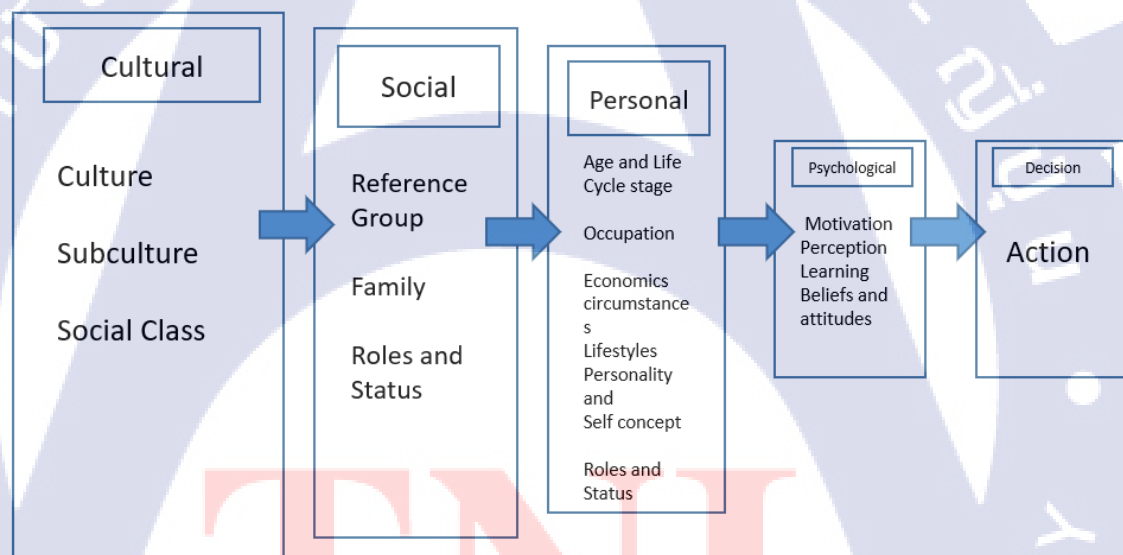 Cultural
Culture
Subculture
Social Class
Social
Reference
Group
Family
Roles and
Status
Personal
Age and Life
Cycle stage
Occupation
Economics
circumstance
s
Lifestyles
Personality
and
Self concept
Roles and
Status
Psychological
Motivation
Perception
Learning
Beliefs and
attitudes
Decision
Action
TNI